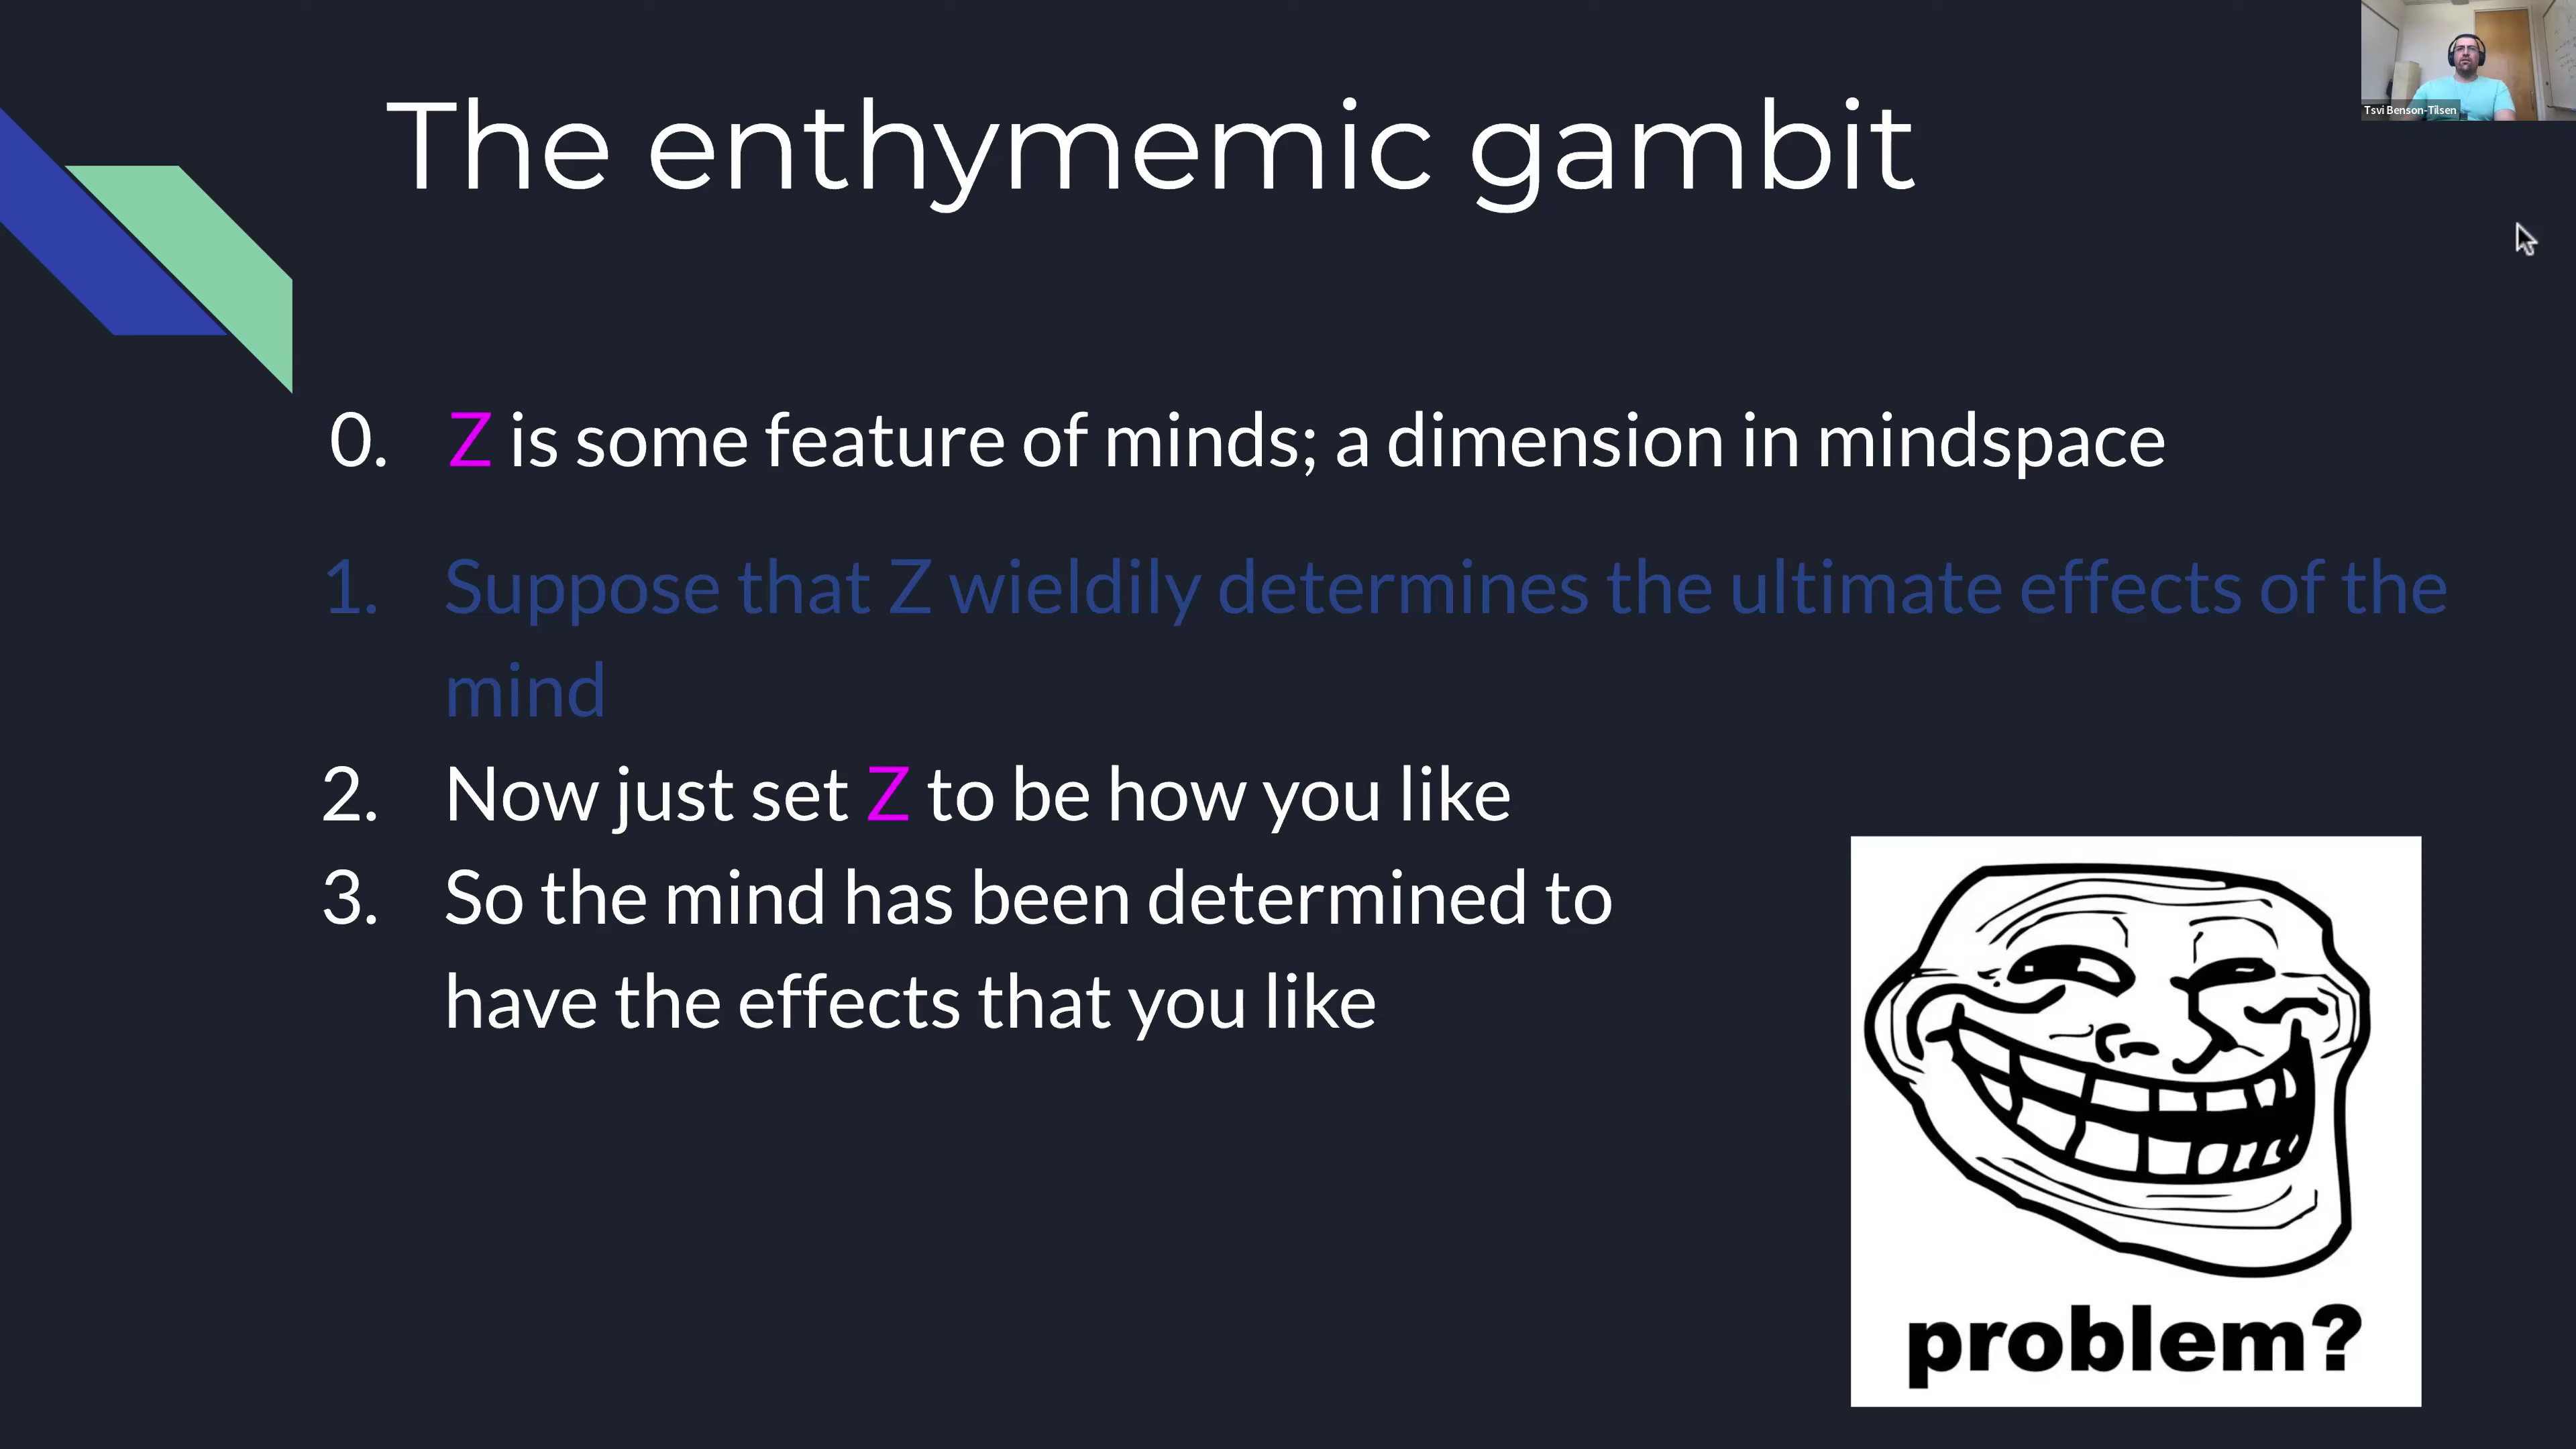 Tsvi Benson-Tilsen
The enthymemic gambit
0. Z is some feature of minds; a dimension in mindspace
1. Suppose that Z wieldily determines the ultimate effects of the
mind
2. Now just set Z to be how you like
3. So the mind has been determined to
have the effects that you like
problem?